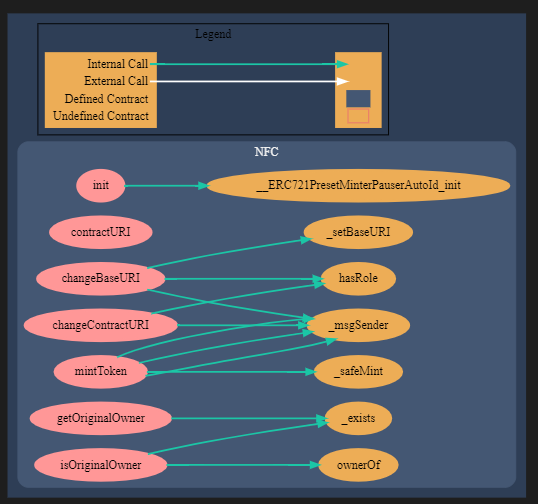 Legend
Internal Call
External Call
Defined Contract
Undefined Contract
NFC
init
__ERC721PresetMinterPauserAutoId_init
contractURI
_setBaseURI
changeBaseURI
hasRole
changeContractURI
_msgSender
mintToken
_safeMint
getOriginalOwner
_exists
isOriginalOwner
ownerOf